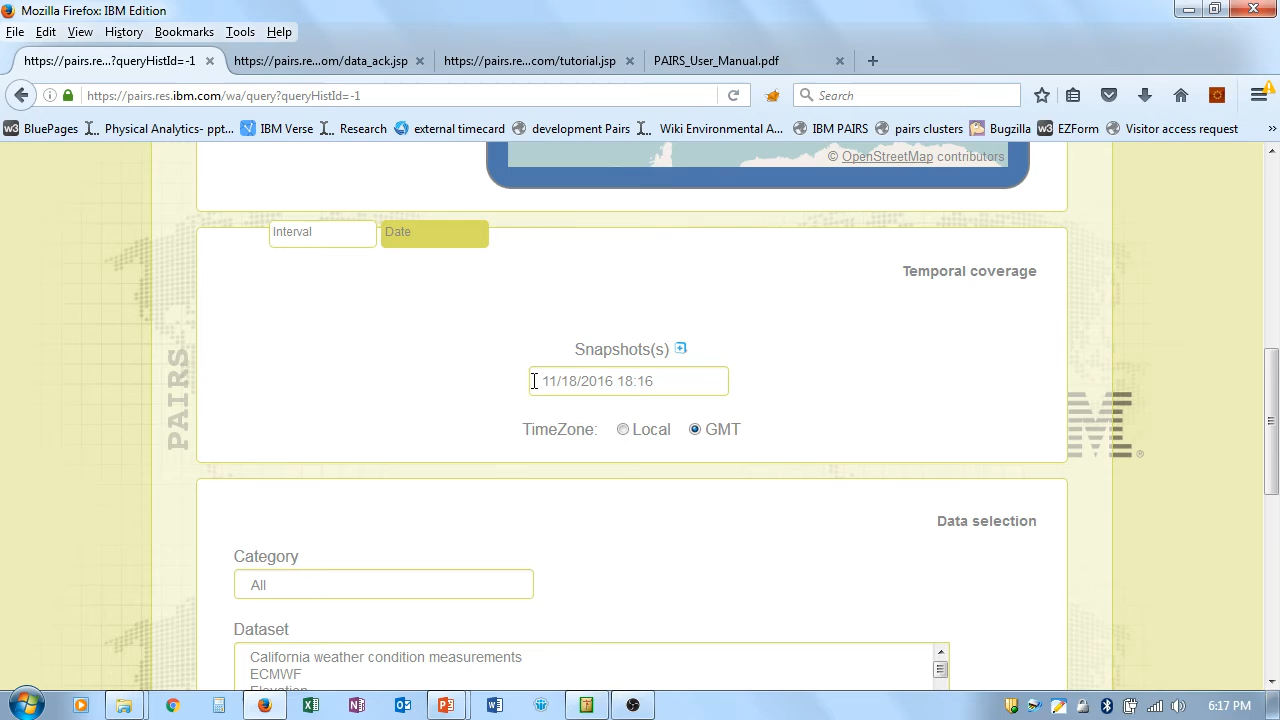 Mozilla Firefox: IBM Edition
File Edit View History Bookmarks Tools Help
https://pairs.re...?queryHistId=-1 https://pairs.re...om/data_ack.jsp https://pairs.re...com/tutorial.jsp PAIRS_User_Manual.pdf
https://pairs.res.ibm.com/wa/query?queryHistId=-1 Search
w3 BluePages Physical Analytics- ppt... IBM Verse Research external timecard development Pairs Wiki Environmental A... IBM PAIRS pairs clusters Bugzilla w3 EZForm Visitor access request
© OpenStreetMap contributors
Interval Date
Temporal coverage
Snapshots(s)
11/18/2016 18:16
TimeZone: Local GMT
PAIRS
Data selection
Category
All
Dataset
California weather condition measurements
ECMWF
Elevation
6:17 PM